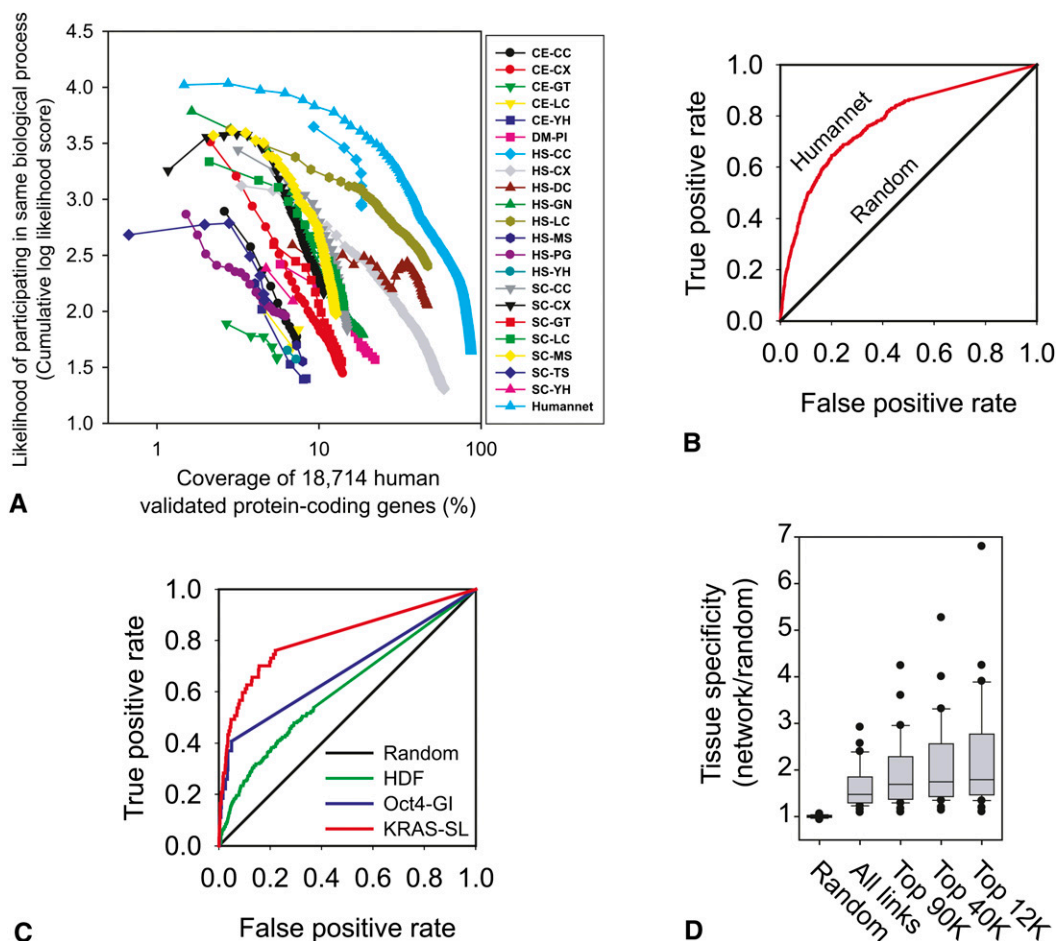 Likelihood of participating in same biological process
(Cumulative log likelihood score)
4.5
4.0
3.5
3.0
2.5
2.0
1.5
1.0
1
10
100
Coverage of 18,714 human
validated protein-coding genes (%)
CE-CC
CE-CX
CE-GT
CE-LC
CE-YH
DM-PI
HS-CC
HS-CX
HS-DC
HS-GN
HS-LC
HS-MS
HS-PG
HS-YH
SC-CC
SC-CX
SC-GT
SC-LC
SC-MS
SC-TS
SC-YH
Humannet
A
True positive rate
1.0
0.8
0.6
0.4
0.2
0.0
Humannet
Random
0.0 0.2 0.4 0.6 0.8 1.0
False positive rate
B
True positive rate
1.0
0.8
0.6
0.4
0.2
0.0
Random
HDF
Oct4-GI
KRAS-SL
0.0 0.2 0.4 0.6 0.8 1.0
False positive rate
C
Tissue specificity
(network/random)
7
6
5
4
3
2
1
Random
All links
Top 90K
Top 40K
Top 12K
D